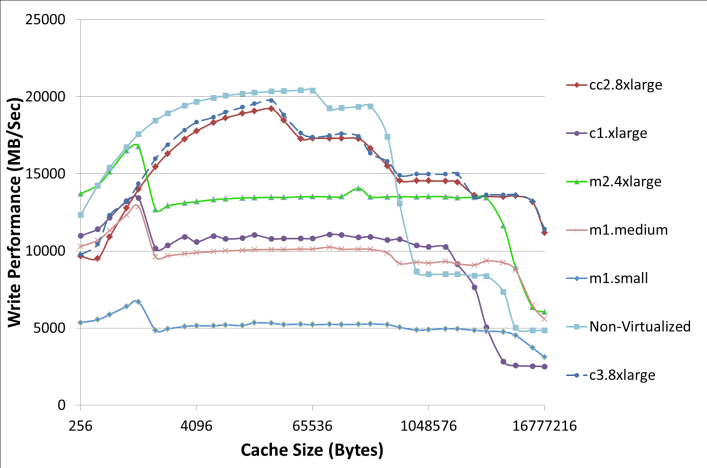 Write Performance (MB/Sec)
25000
20000
15000
10000
5000
0
256
4096
65536
1048576
16777216
Cache Size (Bytes)
cc2.8xlarge
c1.xlarge
m2.4xlarge
m1.medium
m1.small
Non-Virtualized
c3.8xlarge